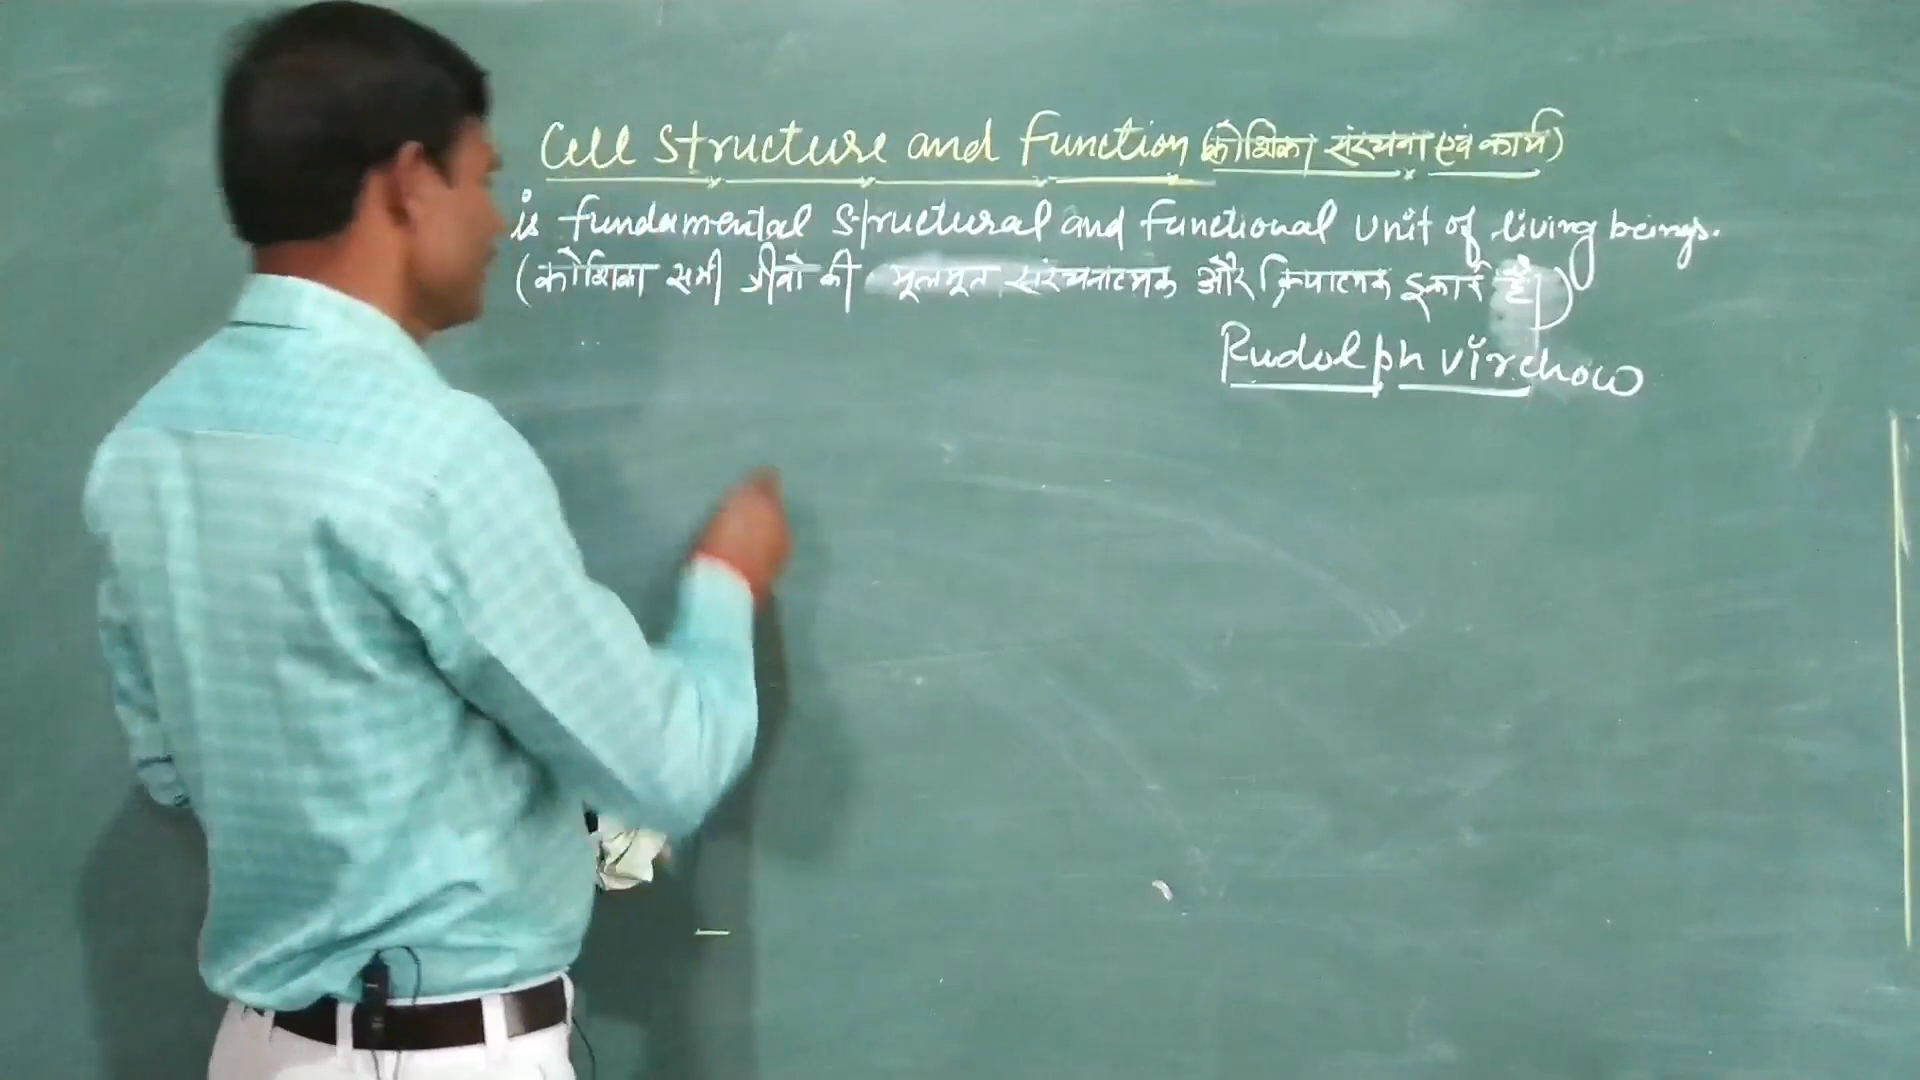 Cell Structure and Function (कोशिका संरचना एवं कार्य)
is fundamental structural and functional unit of living beings.
(कोशिका सभी जीवो की मूलभूत संरचनात्मक और क्रियात्मक इकाई है।)
Rudolph virchow